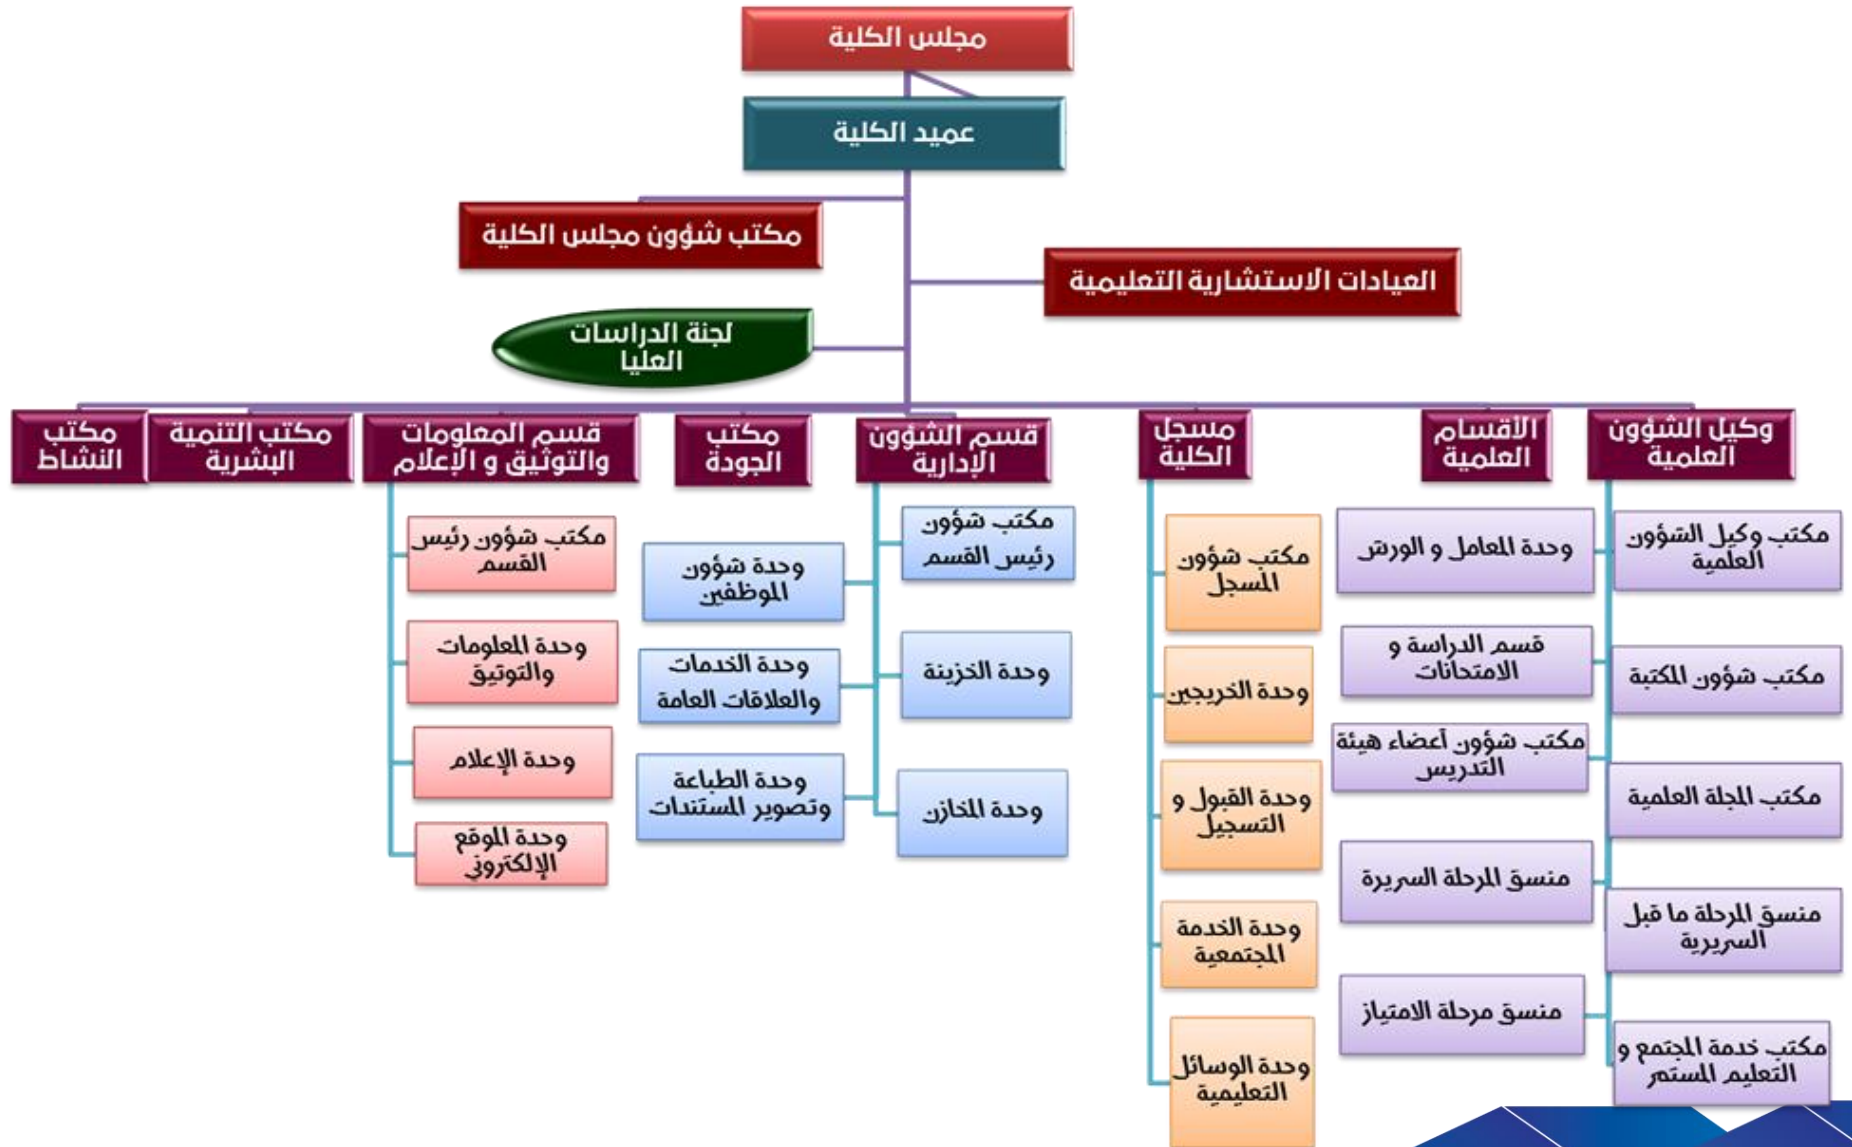 مجلس الكلية
عميد الكلية
مكتب شؤون مجلس الكلية
العيادات الاستشارية التعليمية
لجنة الدراسات
العليا
وكيل الشؤون
العلمية
الأقسام
العلمية
مسجل
الكلية
قسم الشؤون
الإدارية
مكتب
الجودة
قسم المعلومات
والتوثيق و الإعلام
مكتب التنمية
البشرية
مكتب
النشاط
مكتب وكيل الشؤون
العلمية
مكتب شؤون المكتبة
مكتب المجلة العلمية
منسق المرحلة ما قبل
السريرية
مكتب خدمة المجتمع و
التعليم المستمر
وحدة المعامل و الورش
قسم الدراسة و
الامتحانات
مكتب شؤون أعضاء هيئة
التدريس
منسق المرحلة السريرة
منسق مرحلة الامتياز
مكتب شؤون
المسجل
وحدة الخريجين
وحدة القبول و
التسجيل
وحدة الخدمة
المجتمعية
وحدة الوسائل
التعليمية
مكتب شؤون
رئيس القسم
وحدة الخزينة
وحدة المخازن
وحدة شؤون
الموظفين
وحدة الخدمات
والعلاقات العامة
وحدة الطباعة
وتصوير المستندات
مكتب شؤون رئيس
القسم
وحدة المعلومات
والتوثيق
وحدة الإعلام
وحدة الموقع
الإلكتروني